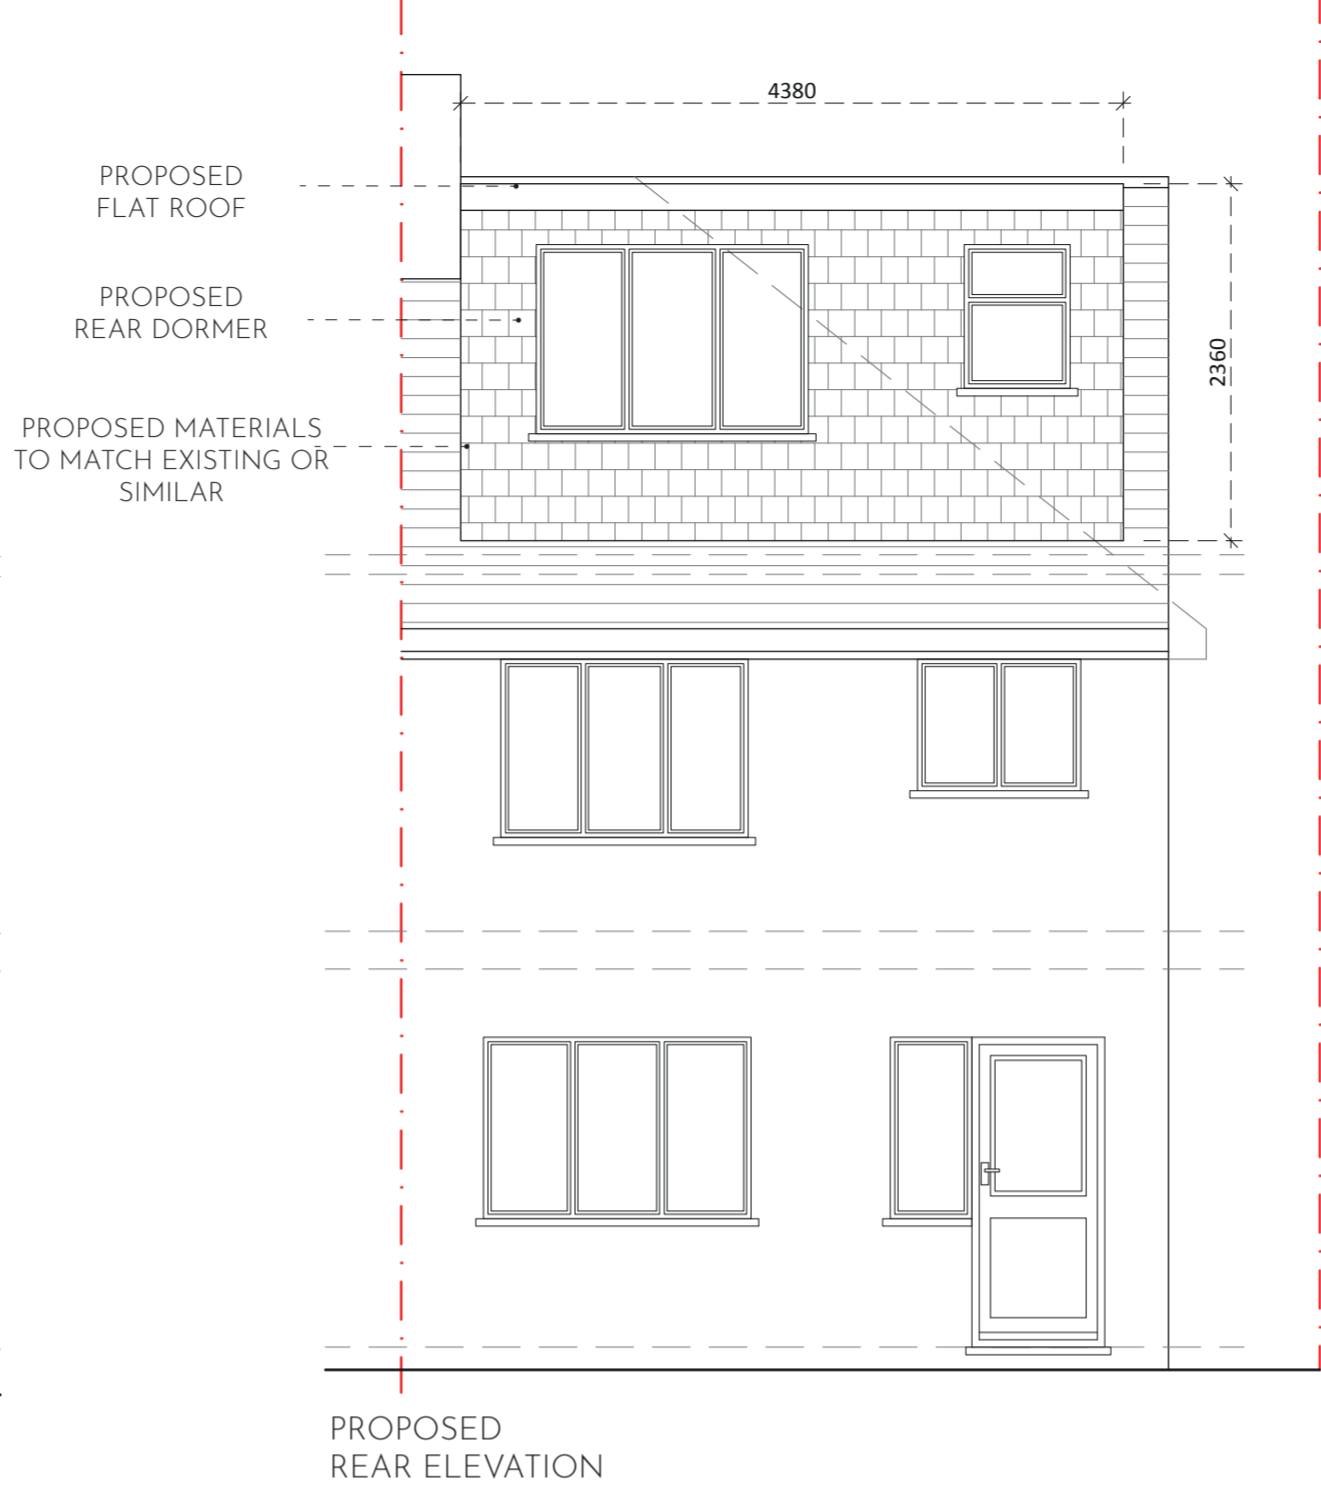 4380
PROPOSED
FLAT ROOF
PROPOSED
REAR DORMER
2360
PROPOSED MATERIALS
TO MATCH EXISTING OR
SIMILAR
PROPOSED
REAR ELEVATION